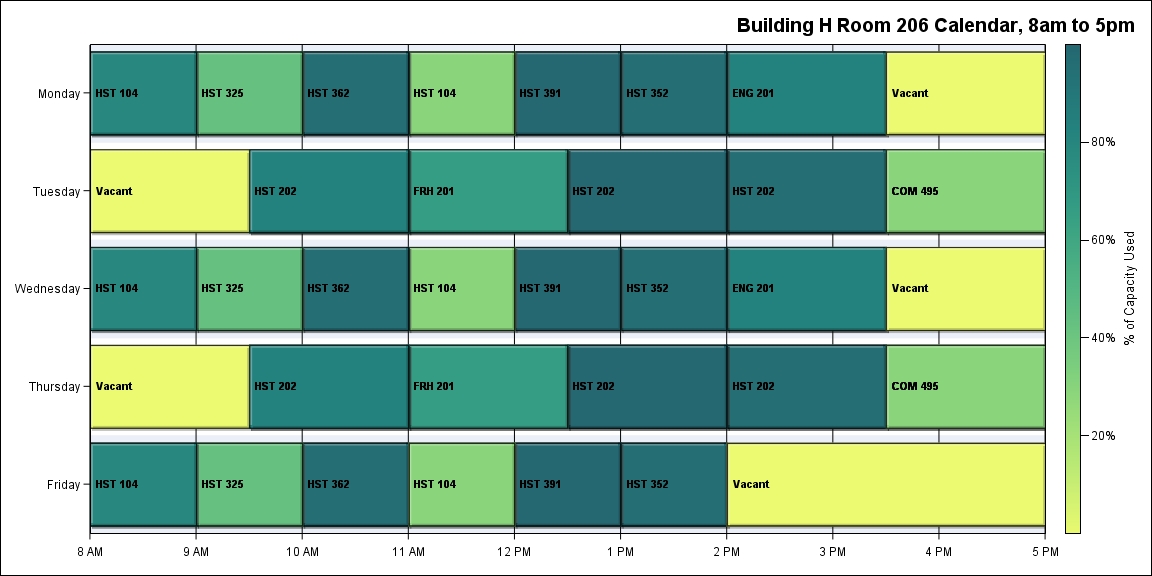 Building H Room 206 Calendar, 8am to 5pm
Monday
HST 104
HST 325
HST 362
HST 104
HST 391
HST 352
ENG 201
Vacant
Tuesday
Vacant
HST 202
FRH 201
HST 202
HST 202
COM 495
Wednesday
HST 104
HST 325
HST 362
HST 104
HST 391
HST 352
ENG 201
Vacant
Thursday
Vacant
HST 202
FRH 201
HST 202
HST 202
COM 495
Friday
HST 104
HST 325
HST 362
HST 104
HST 391
HST 352
Vacant
8 AM
9 AM
10 AM
11 AM
12 PM
1 PM
2 PM
3 PM
4 PM
5 PM
80%
60%
40%
20%
% of Capacity Used